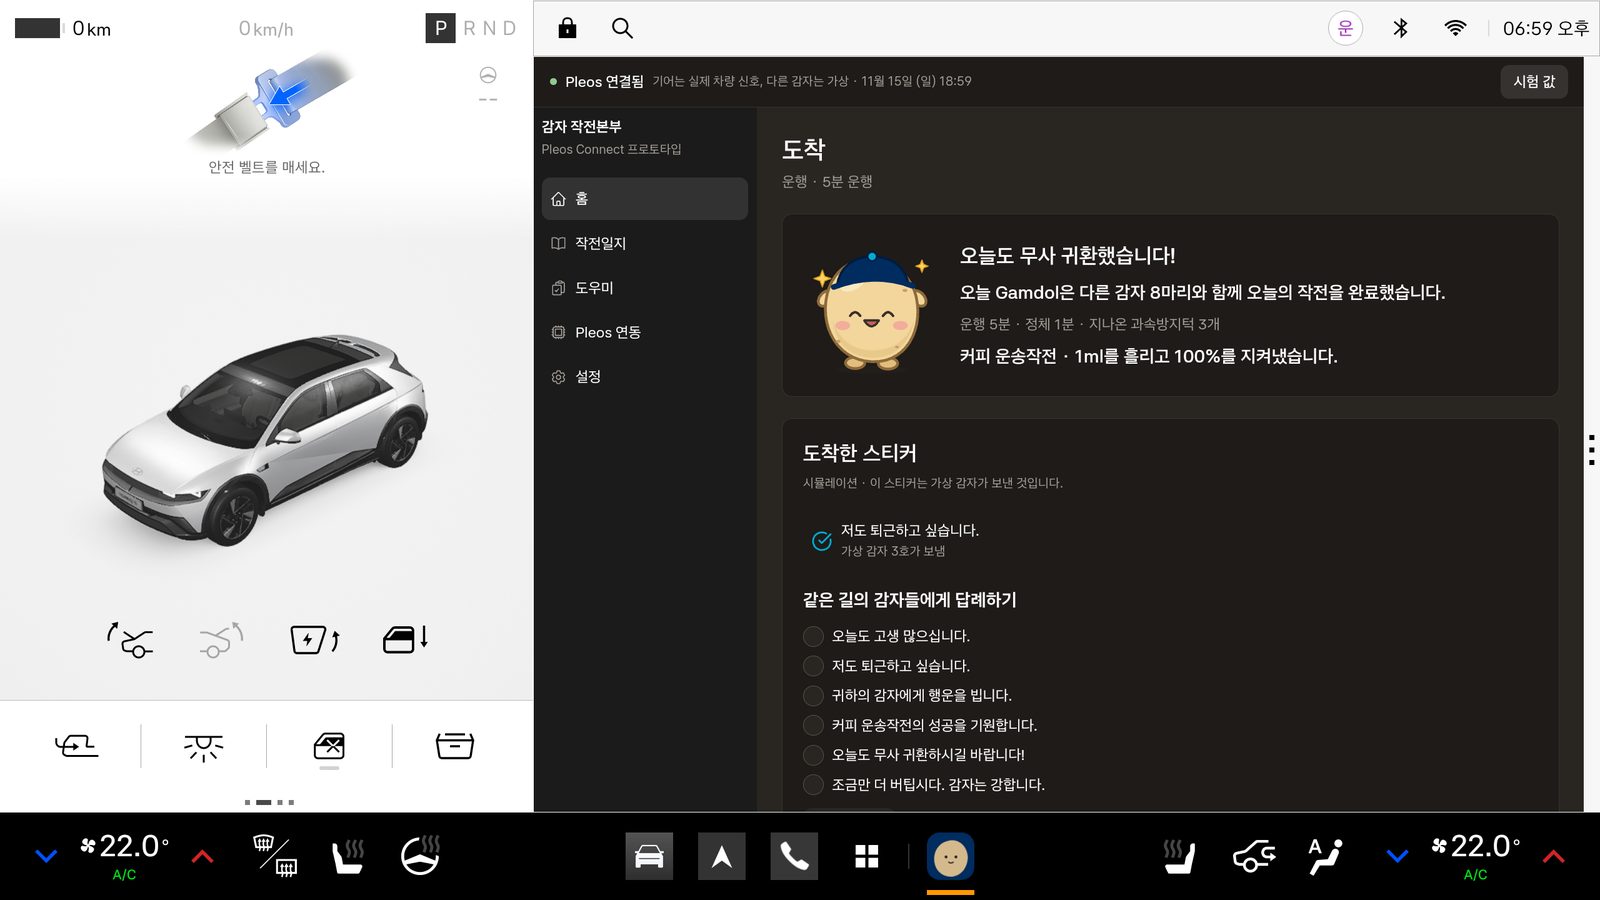 0 km
0 km/h
P R N D
안전 벨트를 매세요.
운
06:59 오후
Pleos 연결됨
기어는 실제 차량 신호, 다른 감자는 가상 · 11월 15일 (일) 18:59
시험 값
감자 작전본부
Pleos Connect 프로토타입
홈
작전일지
도우미
Pleos 연동
설정
도착
운행 · 5분 운행
오늘도 무사 귀환했습니다!
오늘 Gamdol은 다른 감자 8마리와 함께 오늘의 작전을 완료했습니다.
운행 5분 · 정체 1분 · 지나온 과속방지턱 3개
커피 운송작전 · 1ml를 흘리고 100%를 지켜냈습니다.
도착한 스티커
시뮬레이션 · 이 스티커는 가상 감자가 보낸 것입니다.
저도 퇴근하고 싶습니다.
가상 감자 3호가 보냄
같은 길의 감자들에게 답례하기
오늘도 고생 많으십니다.
저도 퇴근하고 싶습니다.
귀하의 감자에게 행운을 빕니다.
커피 운송작전의 성공을 기원합니다.
오늘도 무사 귀환하시길 바랍니다!
조금만 더 버팁시다. 감자는 강합니다.
22.0°
A/C
A
22.0°
A/C